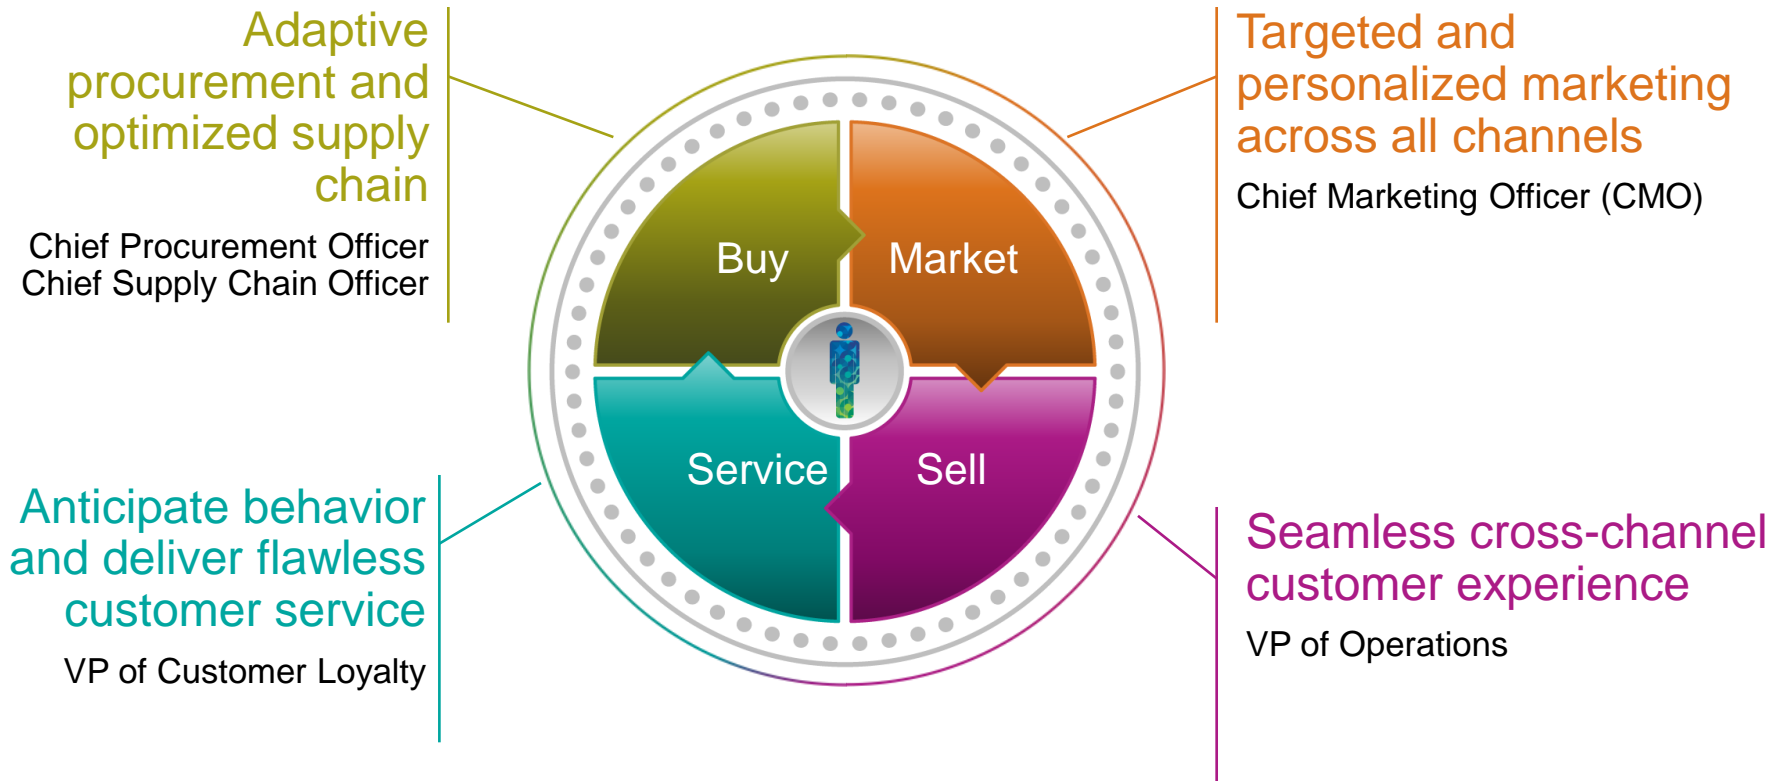 Adaptive
procurement and
optimized supply
chain
Chief Procurement Officer
Chief Supply Chain Officer
Targeted and
personalized marketing
across all channels
Chief Marketing Officer (CMO)
Buy
Market
Service
Sell
Anticipate behavior
and deliver flawless
customer service
VP of Customer Loyalty
Seamless cross-channel
customer experience
VP of Operations